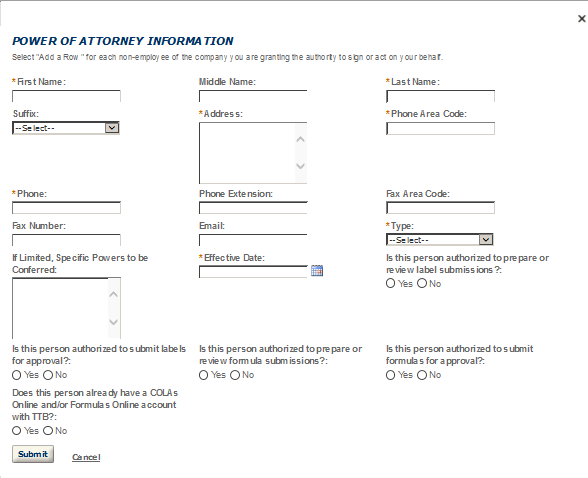 ×
POWER OF ATTORNEY INFORMATION
Select "Add a Row " for each non-employee of the company you are granting the authority to sign or act on your behalf.
*First Name: Middle Name: *Last Name:
Suffix: *Address: *Phone Area Code:
--Select--
*Phone: Phone Extension: Fax Area Code:
Fax Number: Email: *Type:
--Select--
If Limited, Specific Powers to be Conferred: *Effective Date: Is this person authorized to prepare or review label submissions?:
Yes No
Is this person authorized to submit labels for approval?: Is this person authorized to prepare or review formula submissions?: Is this person authorized to submit formulas for approval?:
Yes No Yes No Yes No
Does this person already have a COLAs
Online and/or Formulas Online account
with TTB?:
Yes No
Submit Cancel